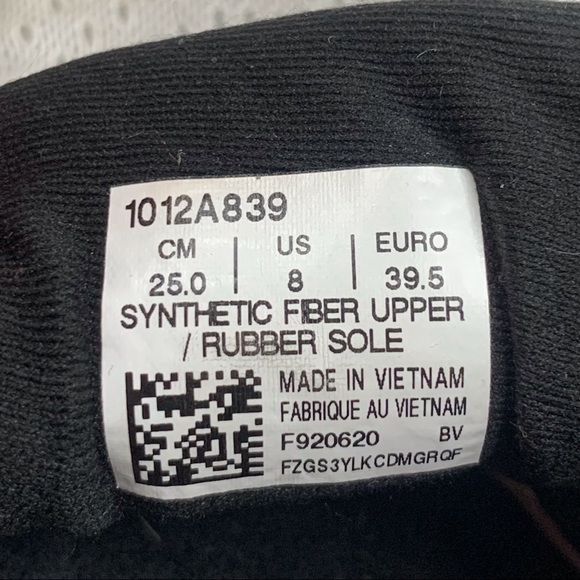 1012A839
CM | US | EURO
25.0 | 8 | 39.5
SYNTHETIC FIBER UPPER
/ RUBBER SOLE
MADE IN VIETNAM
FABRIQUE AU VIETNAM
F920620 BV
FZGS3YLKCDMGRQF